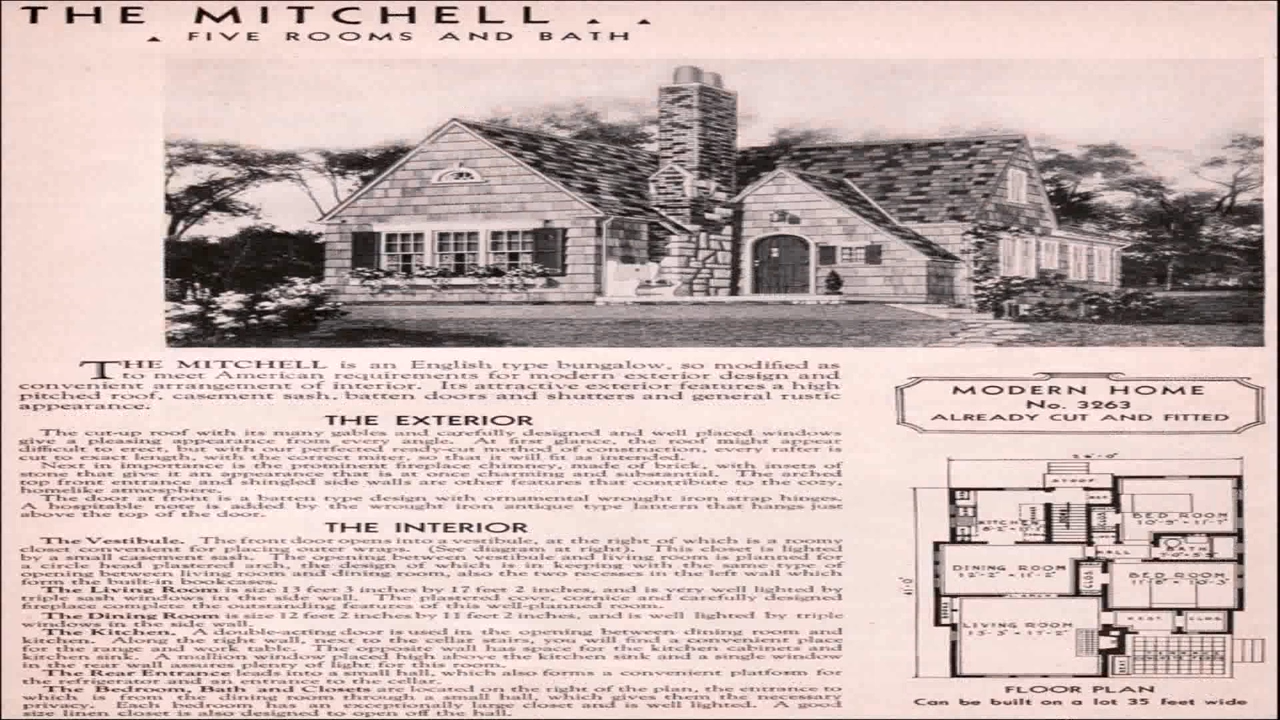 THE MITCHELL
FIVE ROOMS AND BATH
THE MITCHELL is an English type bungalow, so modified as
to meet American requirements for modern exterior design and
convenient arrangement of interior. Its attractive exterior features a high
pitched roof, casement sash, batten doors and shutters and general rustic
appearance.
THE EXTERIOR
The cut-up roof with its many gables and carefully designed and well placed windows
give a pleasing appearance from every angle. At first glance, the roof might appear
difficult to erect, but with our perfected ready-cut method of construction, every rafter is
cut to exact length, with the correct miter, so that it will fit as intended.
Next in importance is the prominent fireplace chimney, made of brick, with insets of
stone that give it an appearance that is at once charming and substantial. The arched
top front entrance and shingled side walls are other features that contribute to the cozy,
homelike atmosphere.
The door at front is a batten type design with ornamental wrought iron strap hinges.
A hospitable note is added by the wrought iron antique type lantern that hangs just
above the top of the door.
THE INTERIOR
The Vestibule. The front door opens into a vestibule, at the right of which is a roomy
closet convenient for placing outer wraps. (See diagram at right). This closet is lighted
by a small casement sash. The opening between vestibule and living room is planned for
a circle head plastered arch, the design of which is in keeping with the same type of
opening between living room and dining room, also the two recesses in the left wall which
form the built-in bookcases.
The Living Room is size 13 feet 3 inches by 17 feet 2 inches, and is very well lighted by
triple sash windows in the side wall. The plastered cove cornice and carefully designed
fireplace complete the outstanding features of this well-planned room.
The Dining Room is size 12 feet 2 inches by 11 feet 2 inches, and is well lighted by triple
windows in the side wall.
The Kitchen. A double-acting door is used in the opening between dining room and
kitchen. Along the right wall, next to the cellar stairs, you will find a convenient place
for the range and work table. The opposite wall has space for the kitchen cabinets and
kitchen sink. A mullion window placed high above the kitchen sink and a single window
in the rear wall assures plenty of light for this room.
The Rear Entrance leads into a small hall, which also forms a convenient platform for
the refrigerator and an entrance to the cellar.
The Bedroom, Bath and Closets are located on the right of the plan, the entrance to
which is from the dining room through a small hall, which gives them the necessary
privacy. Each bedroom has an exceptionally large closet and is well lighted. A good
size linen closet is also designed to open off the hall.
MODERN HOME
No. 3263
ALREADY CUT AND FITTED
STOOP
KITCHEN
BED ROOM
BATH
HALL
DINING ROOM
12'-2" × 11'-2"
BED ROOM
LIVING ROOM
13'-3" × 17'-2"
FLOOR PLAN
Can be built on a lot 35 feet wide